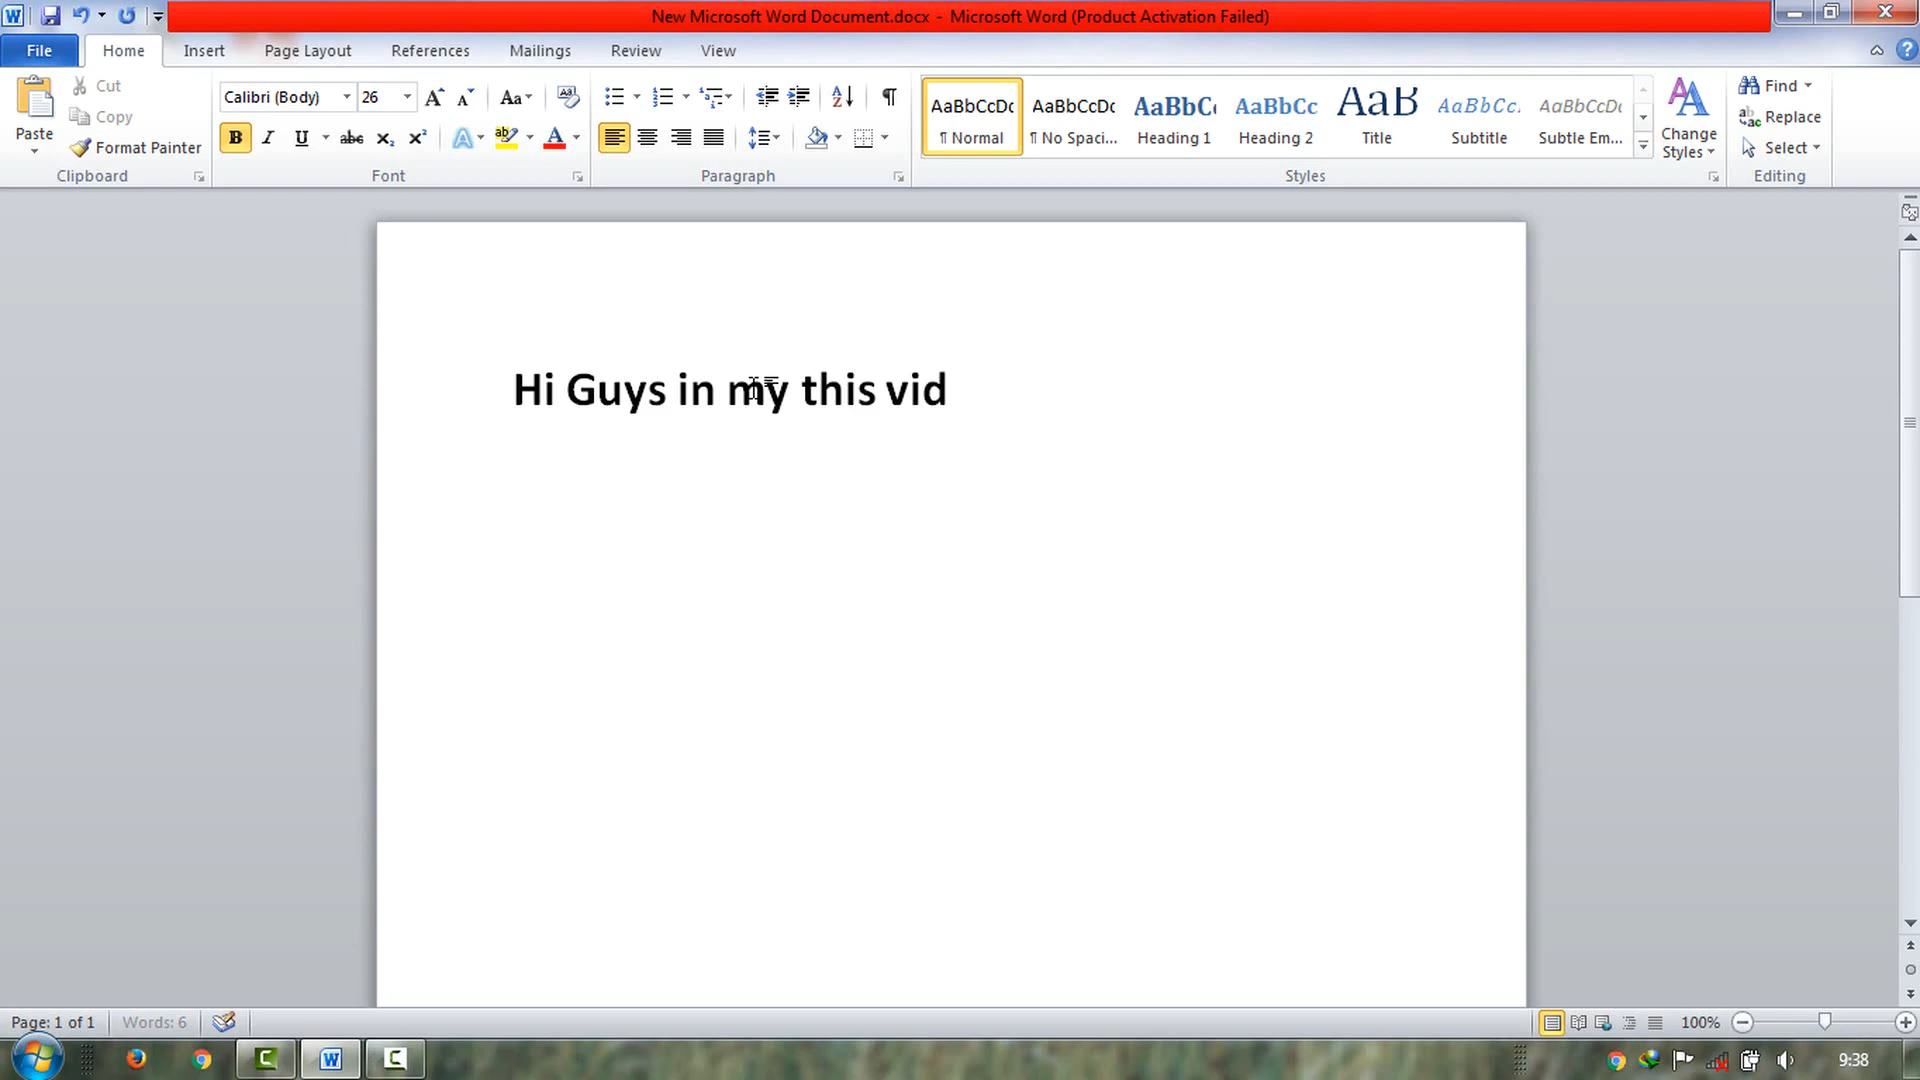 New Microsoft Word Document.docx - Microsoft Word (Product Activation Failed)
File Home Insert Page Layout References Mailings Review View
Cut
Copy
Format Painter
Paste
Clipboard
Calibri (Body) 26
Font
Paragraph
AaBbCcDc AaBbCcDc AaBbC AaBbCc AaB AaBbCc. AaBbCcDc
¶ Normal ¶ No Spaci... Heading 1 Heading 2 Title Subtitle Subtle Em...
Change
Styles
Styles
Find
Replace
Select
Editing
Hi Guys in my this vid
Page: 1 of 1 Words: 6 100%
9:38